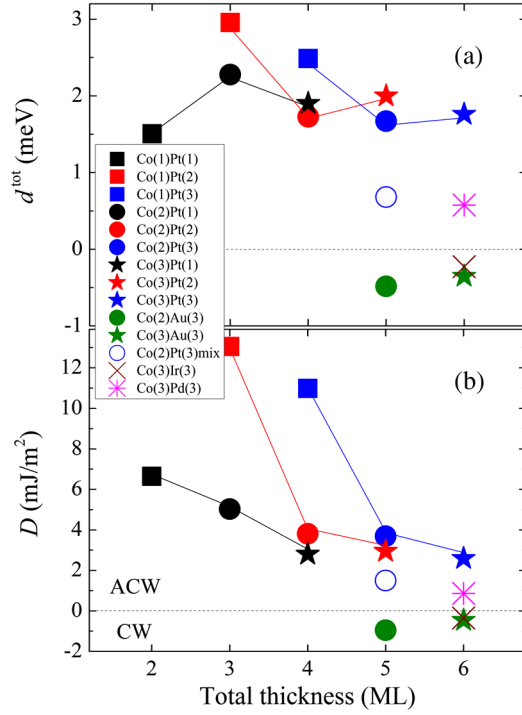 3
(a)
2
d^tot (meV)
1
0
-1
Co(1)Pt(1)
Co(1)Pt(2)
Co(1)Pt(3)
Co(2)Pt(1)
Co(2)Pt(2)
Co(2)Pt(3)
Co(3)Pt(1)
Co(3)Pt(2)
Co(3)Pt(3)
Co(2)Au(3)
Co(3)Au(3)
Co(2)Pt(3)mix
Co(3)Ir(3)
Co(3)Pd(3)
(b)
12
10
8
6
4
2
0
-2
D (mJ/m²)
ACW
CW
2 3 4 5 6
Total thickness (ML)